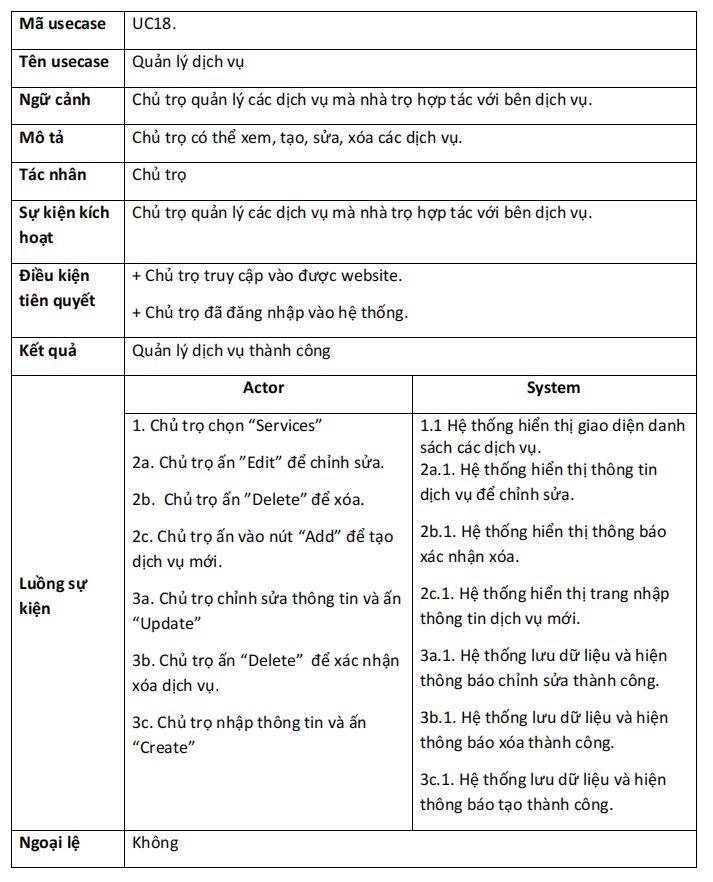 Mã usecase
UC18.
Tên usecase
Quản lý dịch vụ
Ngữ cảnh
Chủ trọ quản lý các dịch vụ mà nhà trọ hợp tác với bên dịch vụ.
Mô tả
Chủ trọ có thể xem, tạo, sửa, xóa các dịch vụ.
Tác nhân
Chủ trọ
Sự kiện kích
hoạt
Chủ trọ quản lý các dịch vụ mà nhà trọ hợp tác với bên dịch vụ.
Điều kiện
tiên quyết
+ Chủ trọ truy cập vào được website.
+ Chủ trọ đã đăng nhập vào hệ thống.
Kết quả
Quản lý dịch vụ thành công
Luồng sự
kiện
Actor
1. Chủ trọ chọn “Services”
2a. Chủ trọ ấn ”Edit” để chỉnh sửa.
2b. Chủ trọ ấn ”Delete” để xóa.
2c. Chủ trọ ấn vào nút “Add” để tạo
dịch vụ mới.
3a. Chủ trọ chỉnh sửa thông tin và ấn
“Update”
3b. Chủ trọ ấn “Delete” để xác nhận
xóa dịch vụ.
3c. Chủ trọ nhập thông tin và ấn
“Create”
System
1.1 Hệ thống hiển thị giao diện danh
sách các dịch vụ.
2a.1. Hệ thống hiển thị thông tin
dịch vụ để chỉnh sửa.
2b.1. Hệ thống hiển thị thông báo
xác nhận xóa.
2c.1. Hệ thống hiển thị trang nhập
thông tin dịch vụ mới.
3a.1. Hệ thống lưu dữ liệu và hiện
thông báo chỉnh sửa thành công.
3b.1. Hệ thống lưu dữ liệu và hiện
thông báo xóa thành công.
3c.1. Hệ thống lưu dữ liệu và hiện
thông báo tạo thành công.
Ngoại lệ
Không